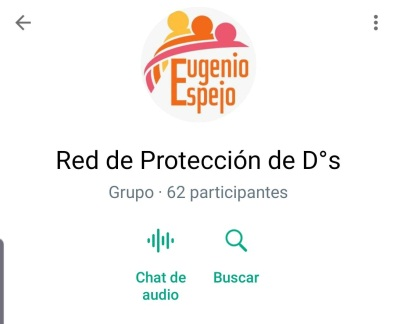 Eugenio
Espejo
Red de Protección de D°s
Grupo · 62 participantes
Chat de audio
Buscar